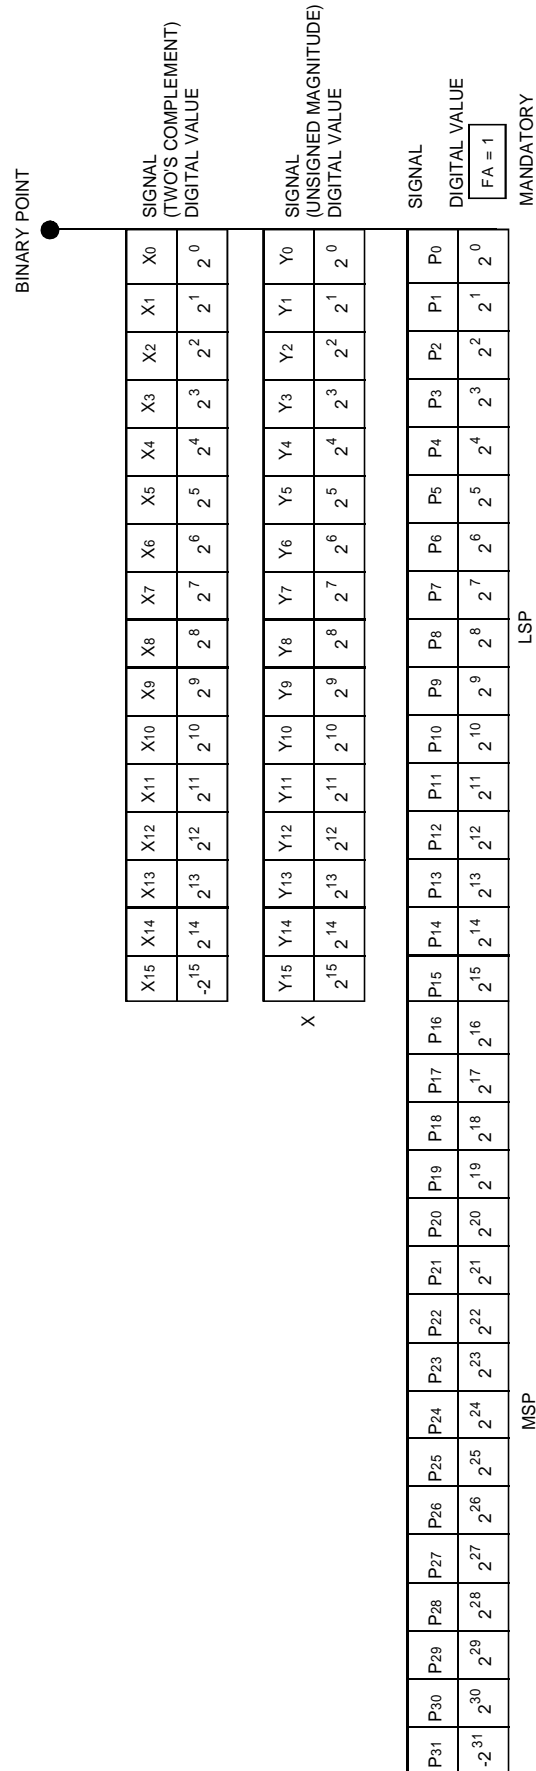 BINARY POINT
X15 X14 X13 X12 X11 X10 X9 X8 X7 X6 X5 X4 X3 X2 X1 X0 SIGNAL
(TWO'S COMPLEMENT)
-2^15 2^14 2^13 2^12 2^11 2^10 2^9 2^8 2^7 2^6 2^5 2^4 2^3 2^2 2^1 2^0 DIGITAL VALUE
Y15 Y14 Y13 Y12 Y11 Y10 Y9 Y8 Y7 Y6 Y5 Y4 Y3 Y2 Y1 Y0 SIGNAL
X
(UNSIGNED MAGNITUDE)
2^15 2^14 2^13 2^12 2^11 2^10 2^9 2^8 2^7 2^6 2^5 2^4 2^3 2^2 2^1 2^0 DIGITAL VALUE
P31 P30 P29 P28 P27 P26 P25 P24 P23 P22 P21 P20 P19 P18 P17 P16 P15 P14 P13 P12 P11 P10 P9 P8 P7 P6 P5 P4 P3 P2 P1 P0 SIGNAL
-2^31 2^30 2^29 2^28 2^27 2^26 2^25 2^24 2^23 2^22 2^21 2^20 2^19 2^18 2^17 2^16 2^15 2^14 2^13 2^12 2^11 2^10 2^9 2^8 2^7 2^6 2^5 2^4 2^3 2^2 2^1 2^0 DIGITAL VALUE
FA = 1
MSP LSP MANDATORY